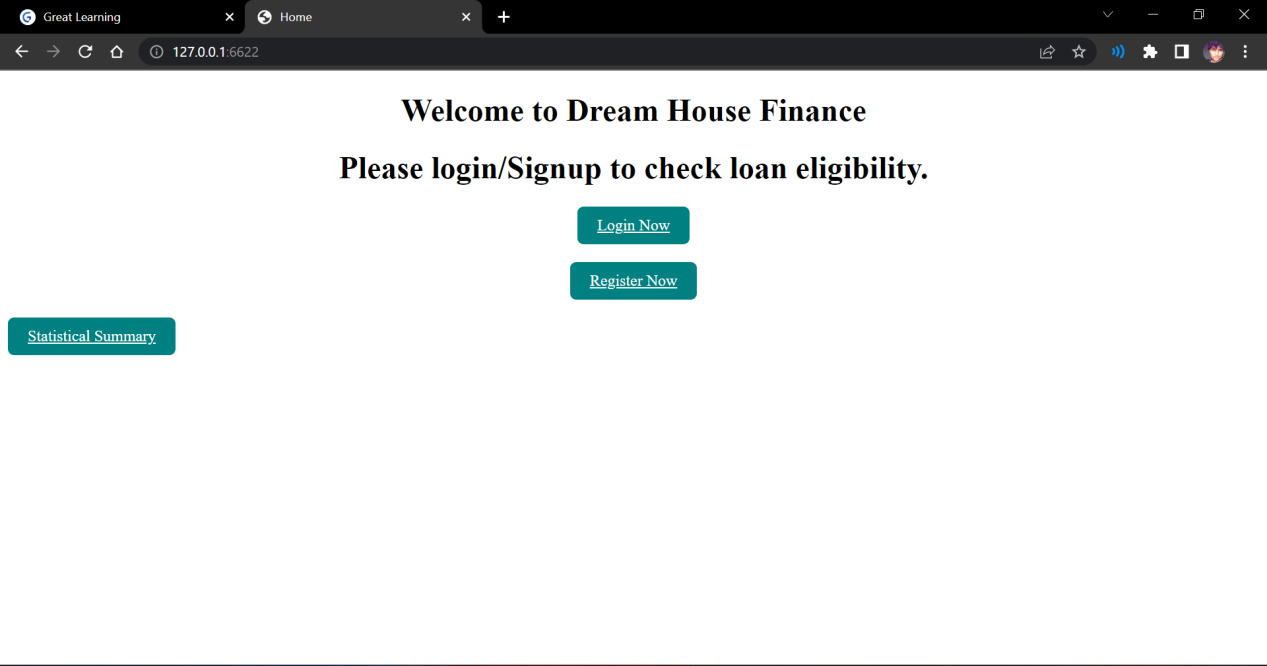 Great Learning
Home
127.0.0.1:6622
Welcome to Dream House Finance
Please login/Signup to check loan eligibility.
Login Now
Register Now
Statistical Summary